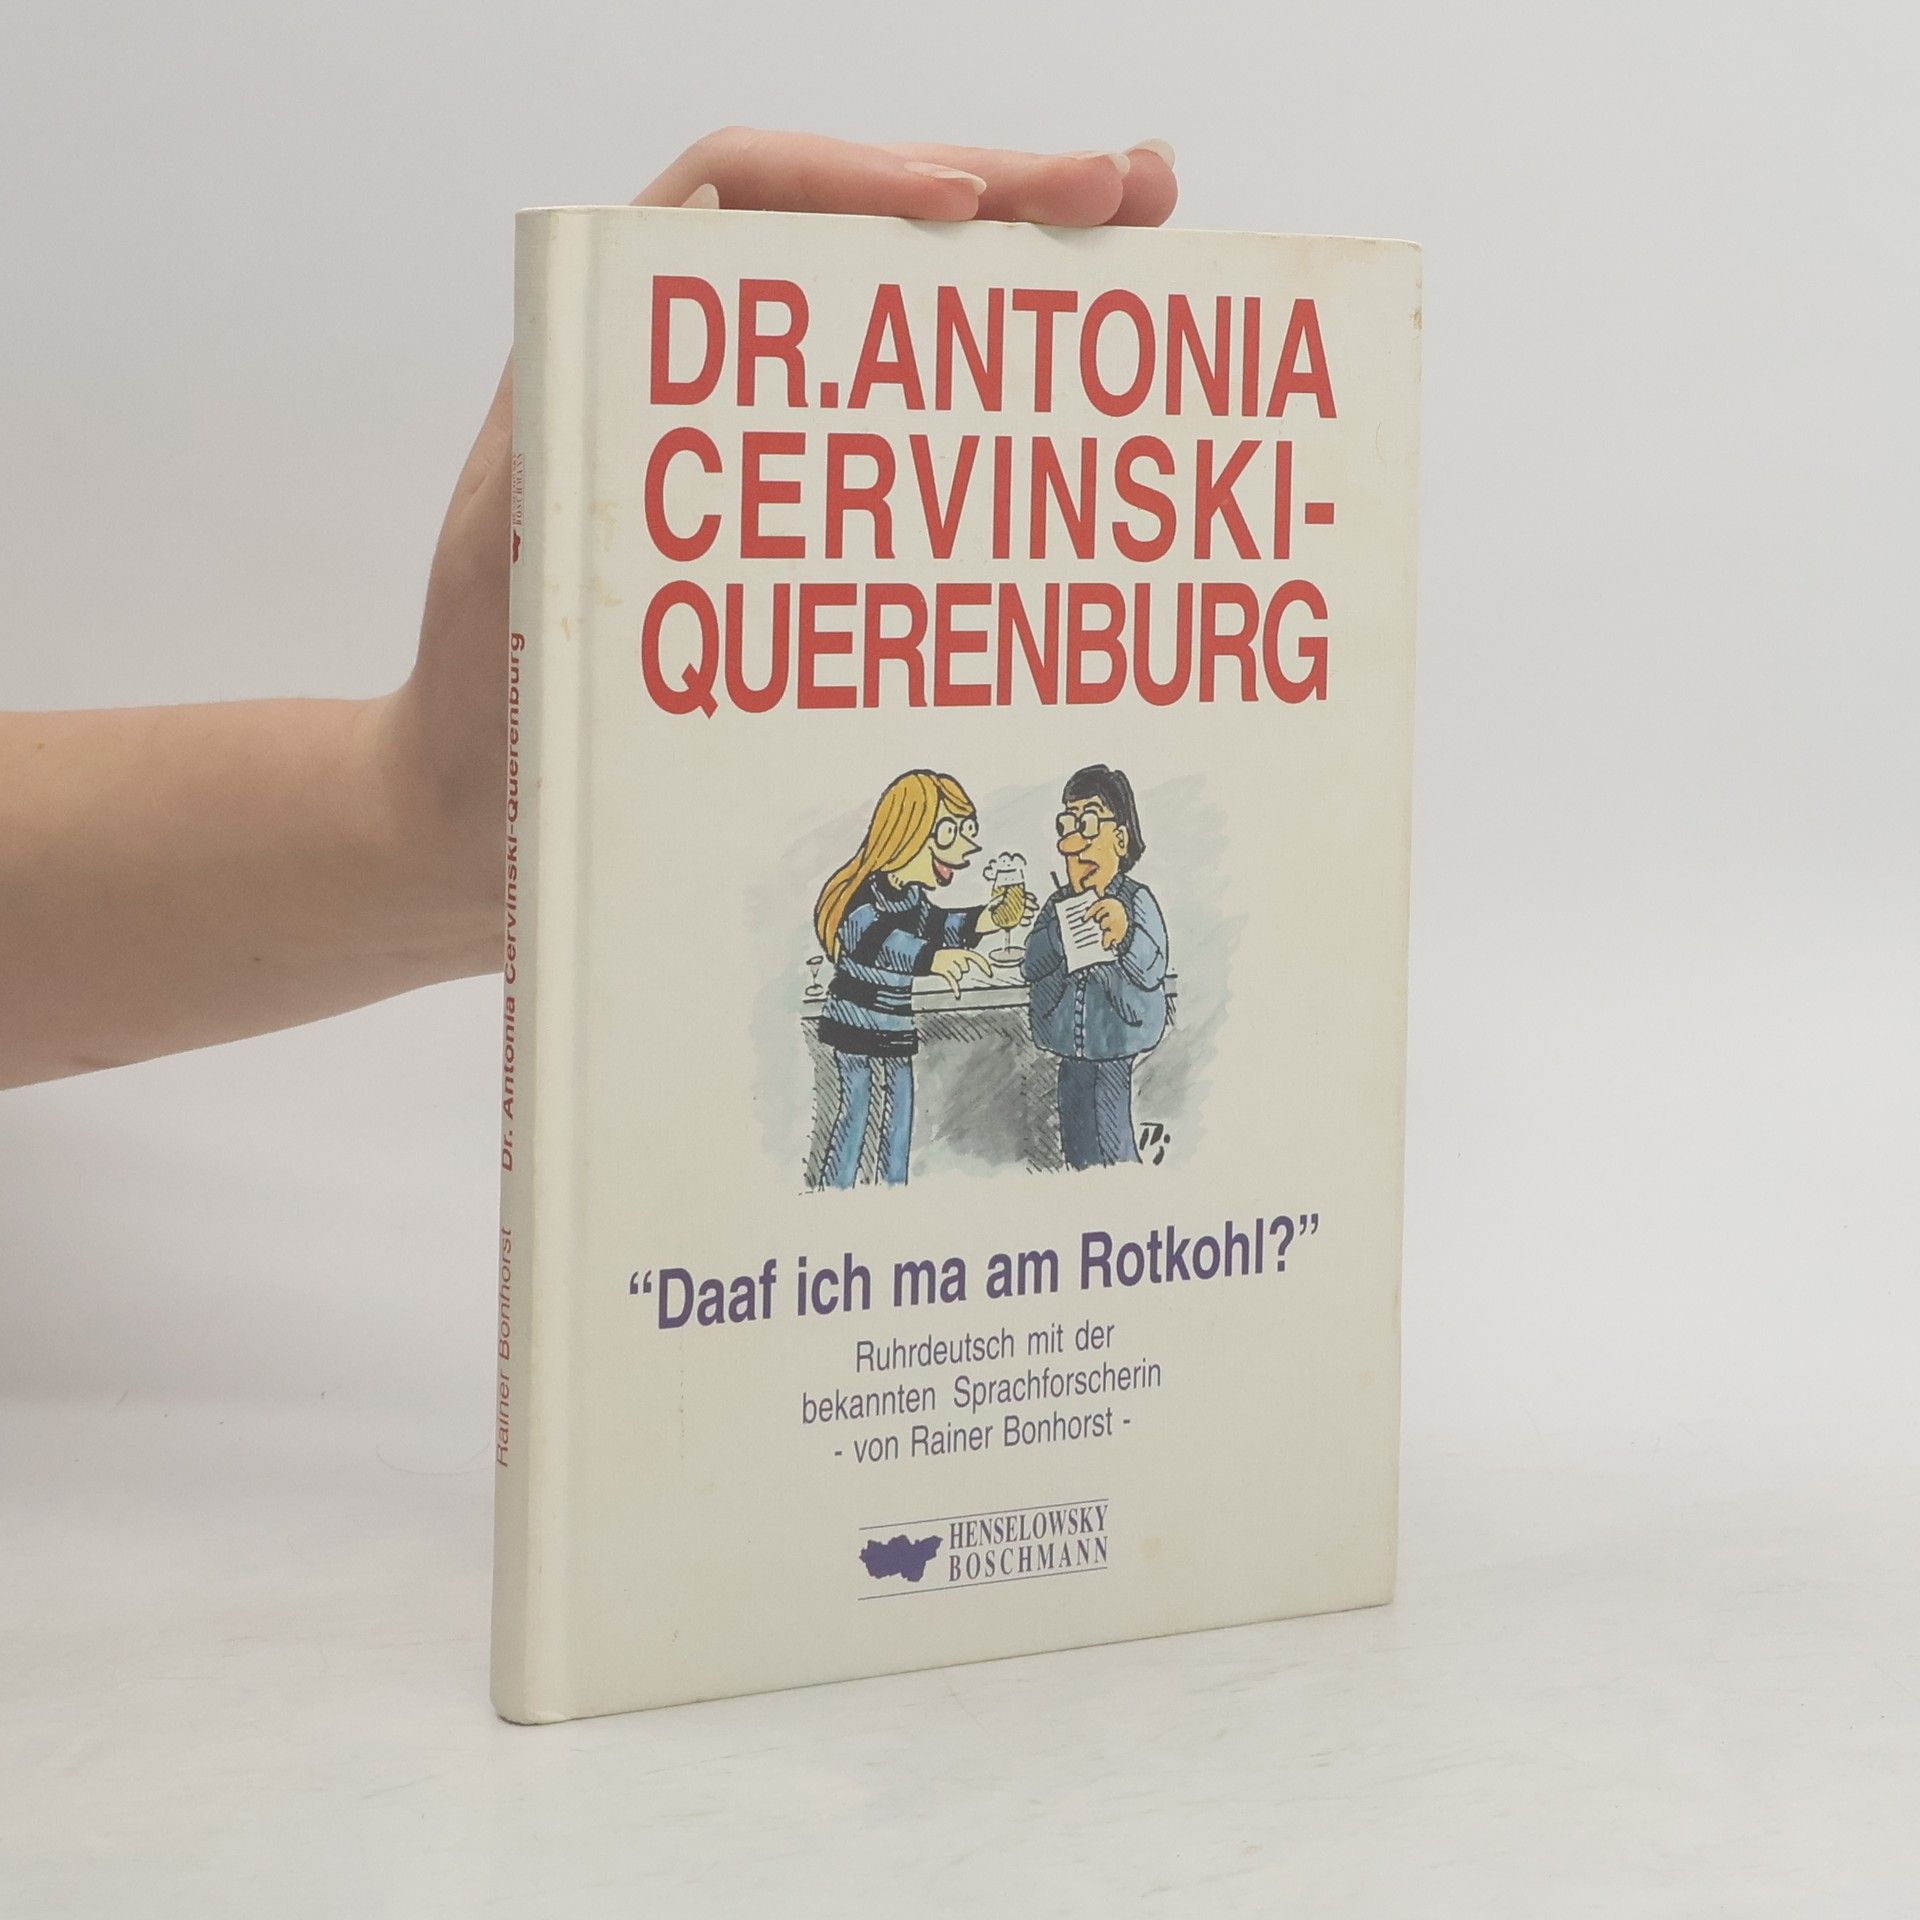 DR. ANTONIA
CERVINSKI-
QUERENBURG
“Daaf ich ma am Rotkohl?”
Ruhrdeutsch mit der
bekannten Sprachforscherin
- von Rainer Bonhorst -
HENSELOWSKY
BOSCHMANN
Rainer Bonhorst Dr. Antonia Cervinski-Querenburg
BOSCHMANN